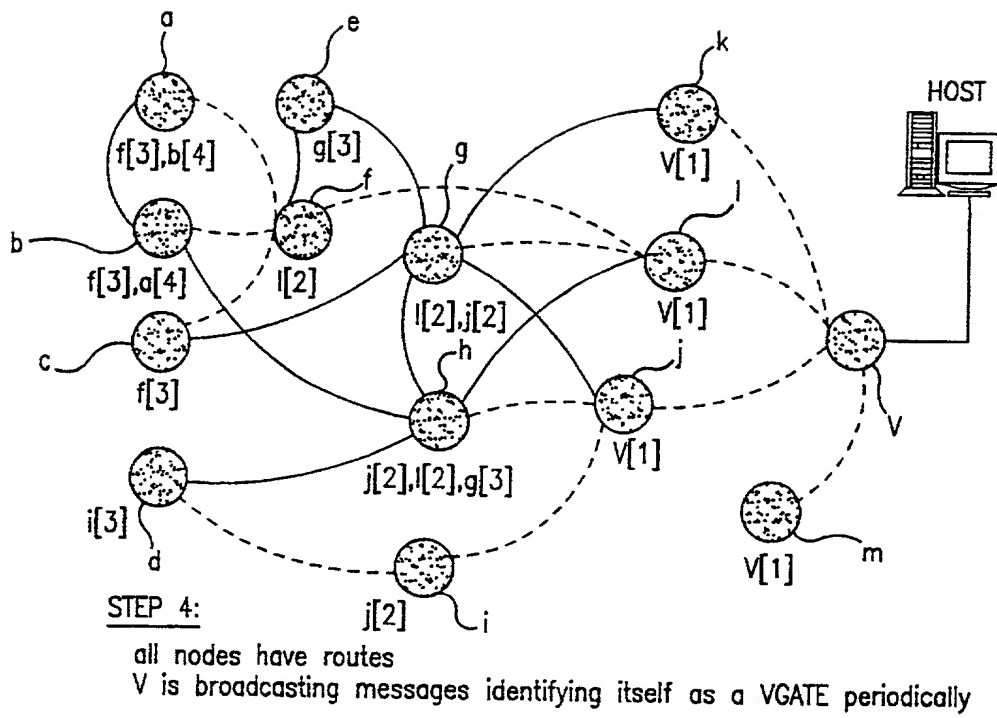 a
e
k
HOST
f[3],b[4]
g[3]
f
g
V[1]
l
b
f[3],a[4]
l[2]
l[2],j[2]
V[1]
c
f[3]
h
j
V
j[2],l[2],g[3]
V[1]
i[3]
d
V[1]
m
j[2]
i
STEP 4:
all nodes have routes
V is broadcasting messages identifying itself as a VGATE periodically